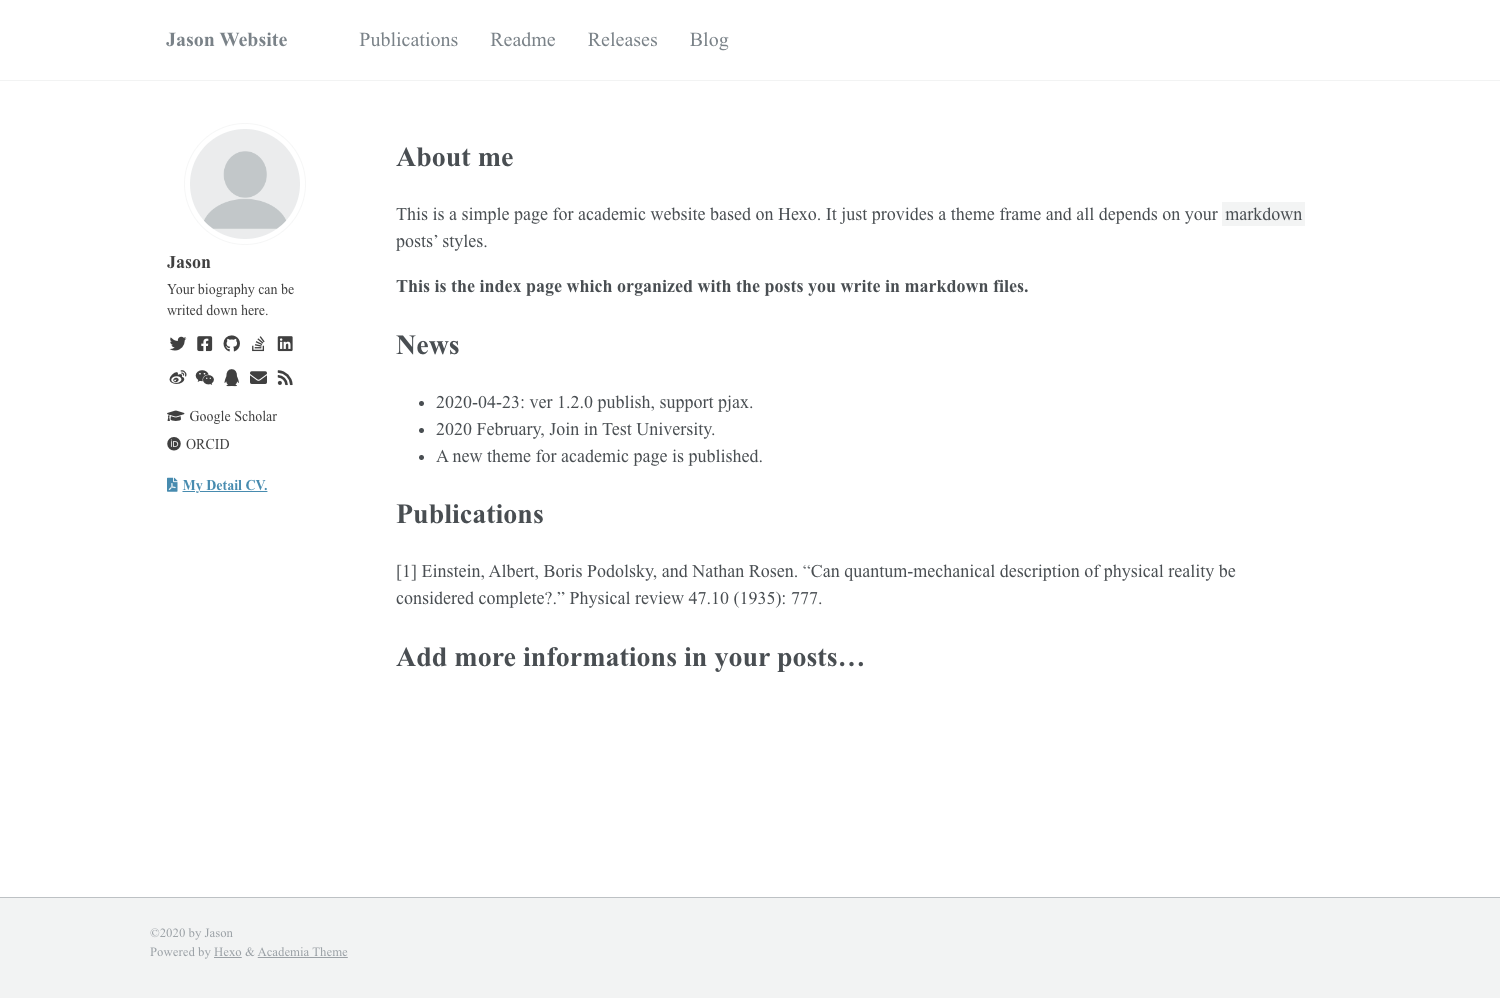 Jason Website Publications Readme Releases Blog
Jason
Your biography can be
writed down here.
Google Scholar
ORCID
My Detail CV.
About me
This is a simple page for academic website based on Hexo. It just provides a theme frame and all depends on your markdown
posts’ styles.
This is the index page which organized with the posts you write in markdown files.
News
• 2020-04-23: ver 1.2.0 publish, support pjax.
• 2020 February, Join in Test University.
• A new theme for academic page is published.
Publications
[1] Einstein, Albert, Boris Podolsky, and Nathan Rosen. “Can quantum-mechanical description of physical reality be
considered complete?.” Physical review 47.10 (1935): 777.
Add more informations in your posts…
©2020 by Jason
Powered by Hexo & Academia Theme